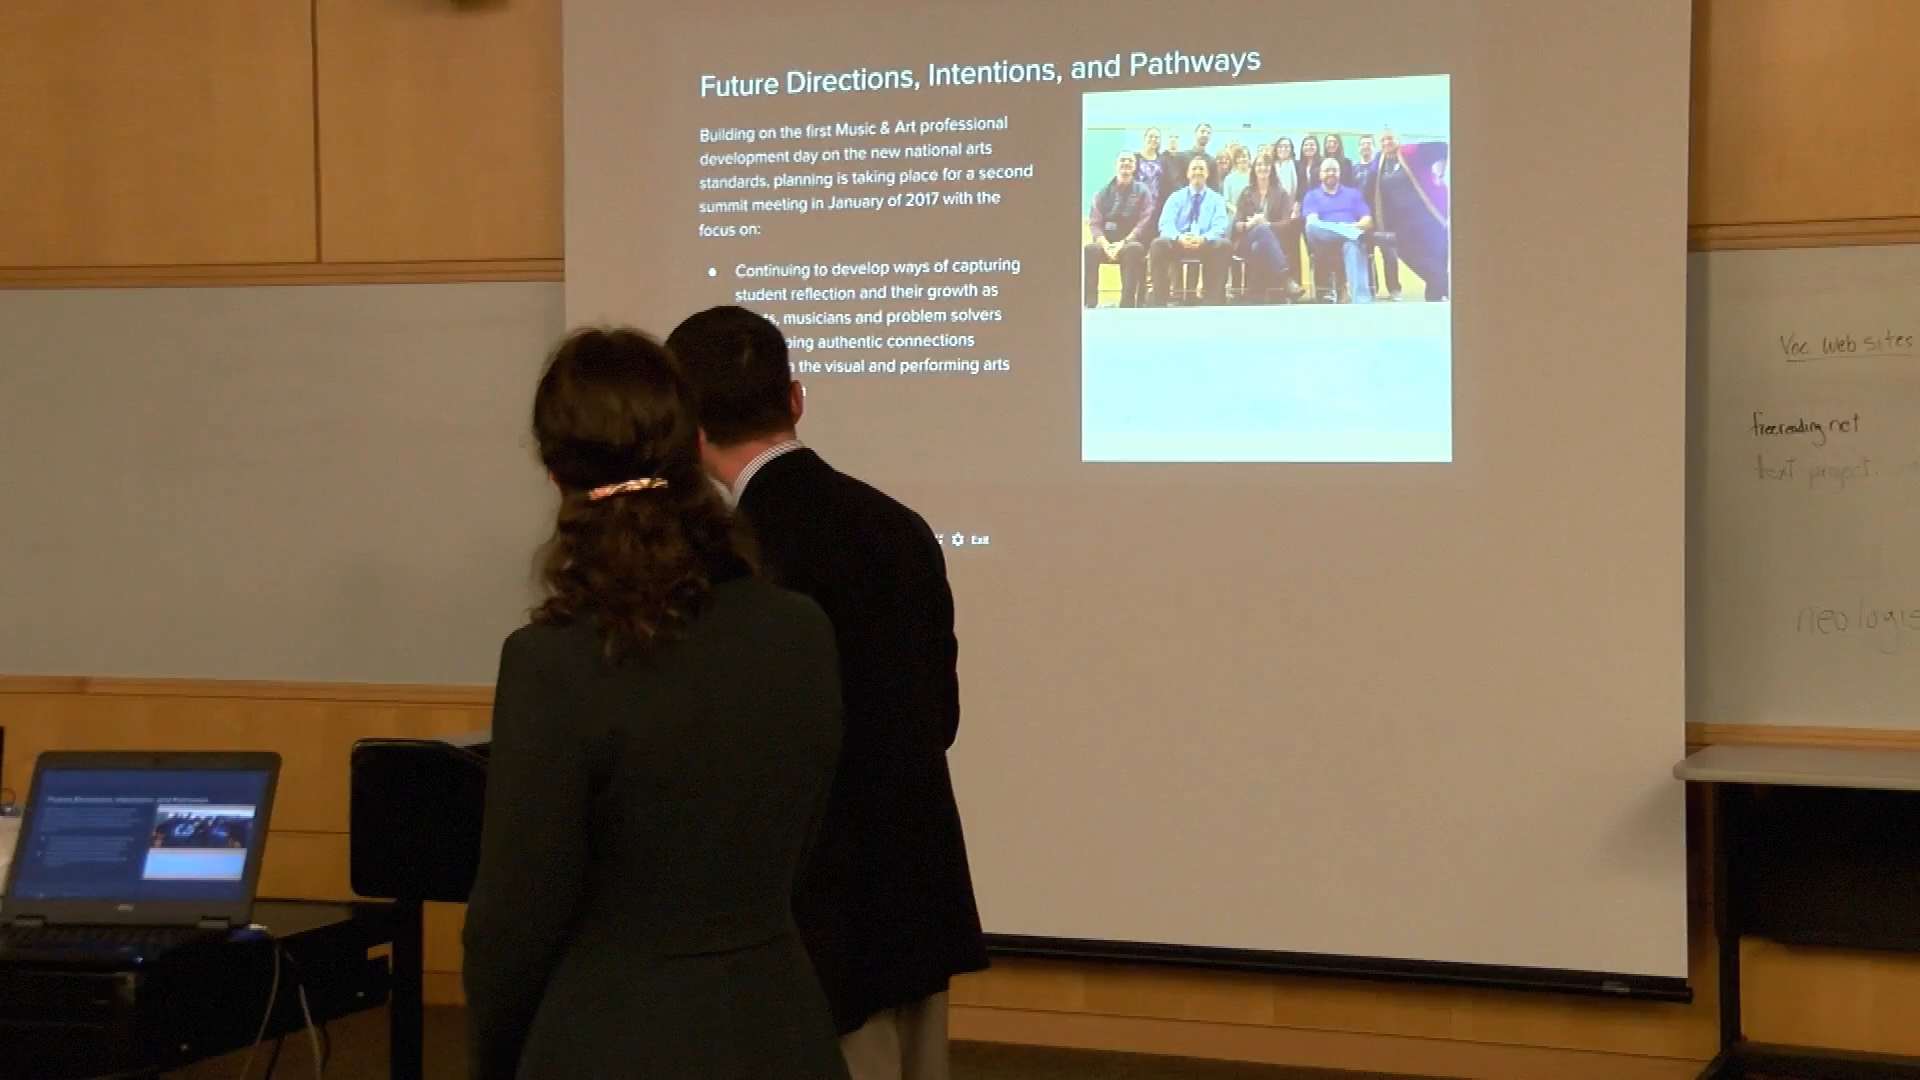 Future Directions, Intentions, and Pathways
Building on the first Music & Art professional
development day on the new national arts
standards, planning is taking place for a second
summit meeting in January of 2017 with the
focus on:
● Continuing to develop ways of capturing
student reflection and their growth as
musicians and problem solvers
authentic connections
the visual and performing arts
Exit
Voc web sites
freereading.net
text project.